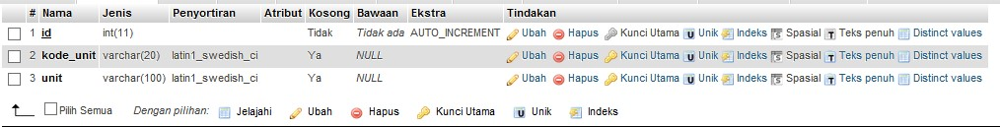 # Nama Jenis Penyortiran Atribut Kosong Bawaan Ekstra Tindakan
1 id int(11) Tidak Tidak ada AUTO_INCREMENT Ubah Hapus Kunci Utama Unik Indeks Spasial Teks penuh Distinct values
2 kode_unit varchar(20) latin1_swedish_ci Ya NULL Ubah Hapus Kunci Utama Unik Indeks Spasial Teks penuh Distinct values
3 unit varchar(100) latin1_swedish_ci Ya NULL Ubah Hapus Kunci Utama Unik Indeks Spasial Teks penuh Distinct values
Pilih Semua Dengan pilihan: Jelajahi Ubah Hapus Kunci Utama Unik Indeks